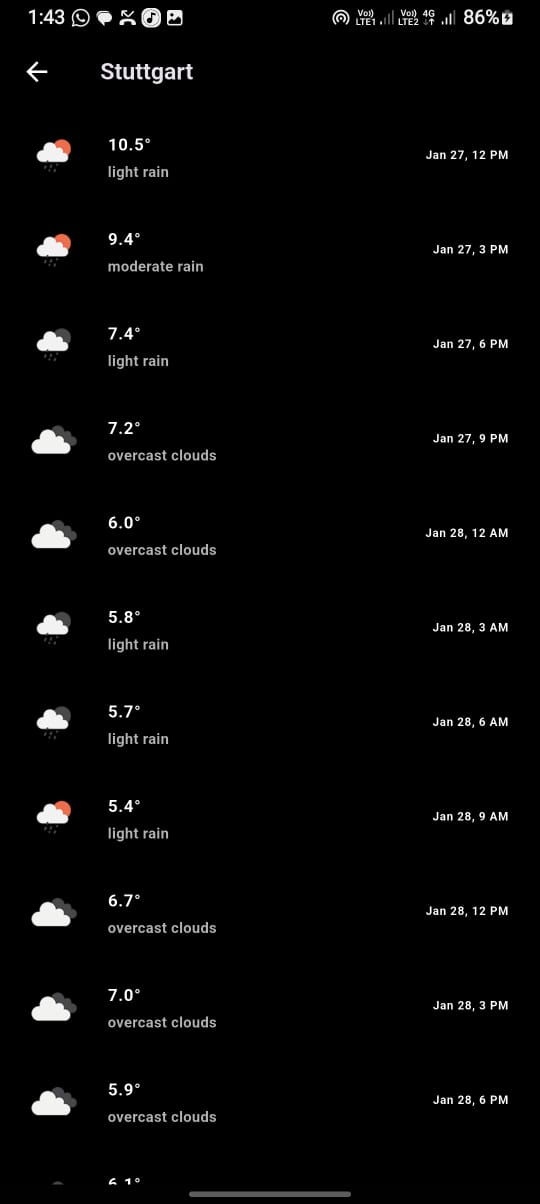 1:43
Vo)) LTE1
Vo)) LTE2
4G
86%
Stuttgart
10.5°
light rain
Jan 27, 12 PM
9.4°
moderate rain
Jan 27, 3 PM
7.4°
light rain
Jan 27, 6 PM
7.2°
overcast clouds
Jan 27, 9 PM
6.0°
overcast clouds
Jan 28, 12 AM
5.8°
light rain
Jan 28, 3 AM
5.7°
light rain
Jan 28, 6 AM
5.4°
light rain
Jan 28, 9 AM
6.7°
overcast clouds
Jan 28, 12 PM
7.0°
overcast clouds
Jan 28, 3 PM
5.9°
overcast clouds
Jan 28, 6 PM
6.1°